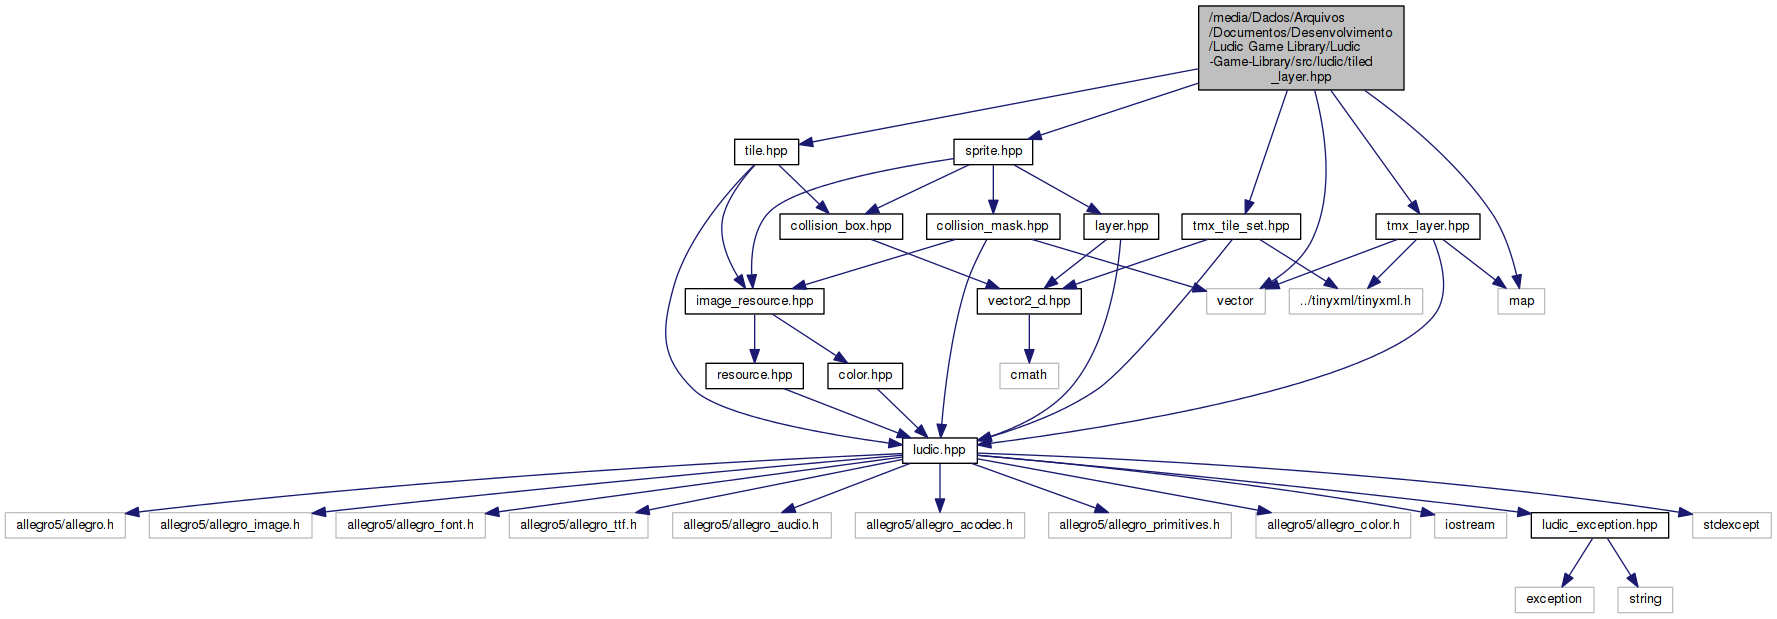 /media/Dados/Arquivos
/Documentos/Desenvolvimento
/Ludic Game Library/Ludic
-Game-Library/src/ludic/tiled
_layer.hpp
tile.hpp
sprite.hpp
collision_box.hpp
collision_mask.hpp
layer.hpp
tmx_tile_set.hpp
tmx_layer.hpp
image_resource.hpp
vector2_d.hpp
vector
../tinyxml/tinyxml.h
map
resource.hpp
color.hpp
cmath
ludic.hpp
allegro5/allegro.h
allegro5/allegro_image.h
allegro5/allegro_font.h
allegro5/allegro_ttf.h
allegro5/allegro_audio.h
allegro5/allegro_acodec.h
allegro5/allegro_primitives.h
allegro5/allegro_color.h
iostream
ludic_exception.hpp
stdexcept
exception
string